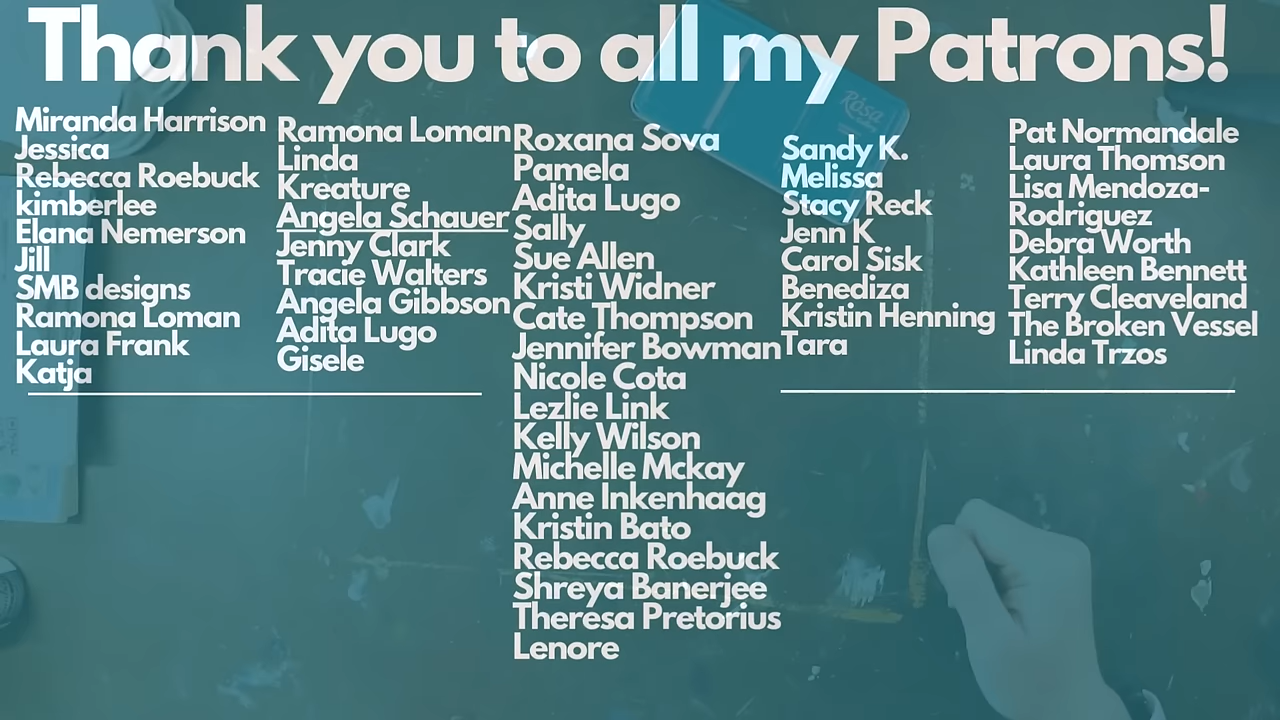 Thank you to all my Patrons!
Miranda Harrison
Jessica
Rebecca Roebuck
kimberlee
Elana Nemerson
Jill
SMB designs
Ramona Loman
Laura Frank
Katja
Ramona Loman
Linda
Kreature
Angela Schauer
Jenny Clark
Tracie Walters
Angela Gibbson
Adita Lugo
Gisele
Roxana Sova
Pamela
Adita Lugo
Sally
Sue Allen
Kristi Widner
Cate Thompson
Jennifer Bowman
Nicole Cota
Lezlie Link
Kelly Wilson
Michelle Mckay
Anne Inkenhaag
Kristin Bato
Rebecca Roebuck
Shreya Banerjee
Theresa Pretorius
Lenore
Sandy K.
Melissa
Stacy Reck
Jenn K
Carol Sisk
Benediza
Kristin Henning
Tara
Pat Normandale
Laura Thomson
Lisa Mendoza-
Rodriguez
Debra Worth
Kathleen Bennett
Terry Cleaveland
The Broken Vessel
Linda Trzos
Rosa